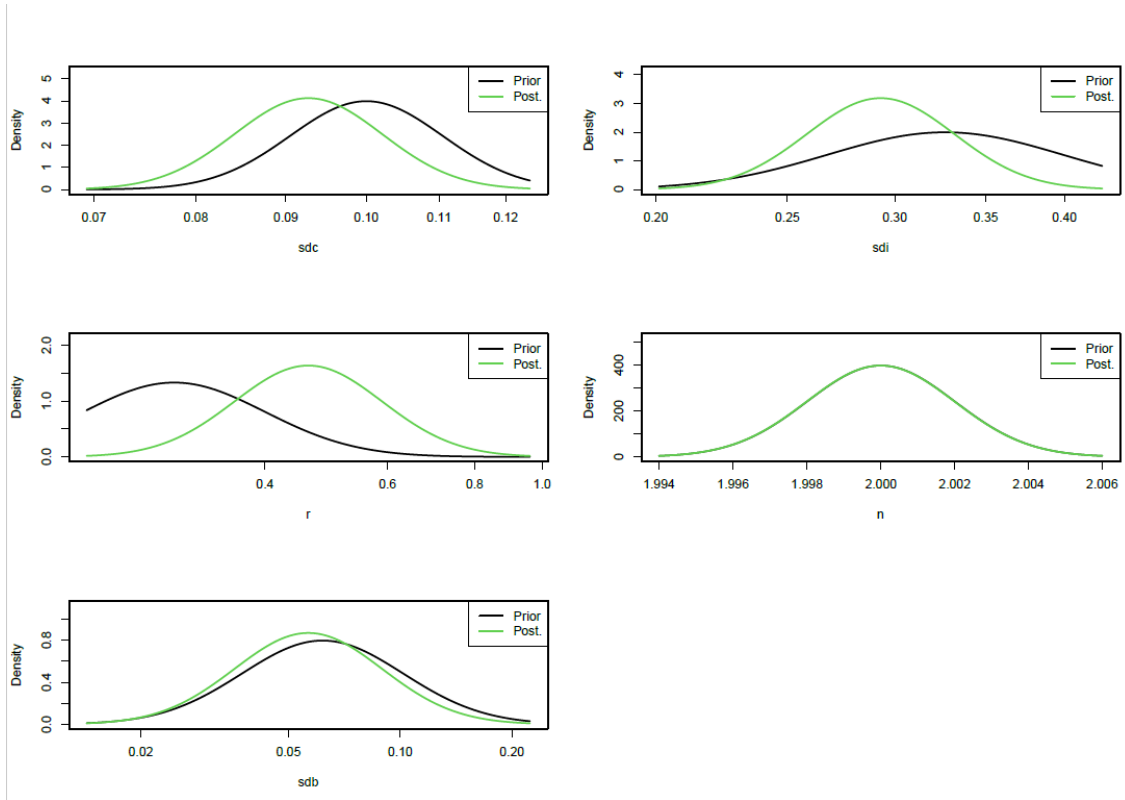 Prior
Post.
Density
0 1 2 3 4 5
0.07 0.08 0.09 0.10 0.11 0.12
sdc
Prior
Post.
Density
0 1 2 3 4
0.20 0.25 0.30 0.35 0.40
sdi
Prior
Post.
Density
0.0 1.0 2.0
0.4 0.6 0.8 1.0
r
Prior
Post.
Density
0 200 400
1.994 1.996 1.998 2.000 2.002 2.004 2.006
n
Prior
Post.
Density
0.0 0.4 0.8
0.02 0.05 0.10 0.20
sdb